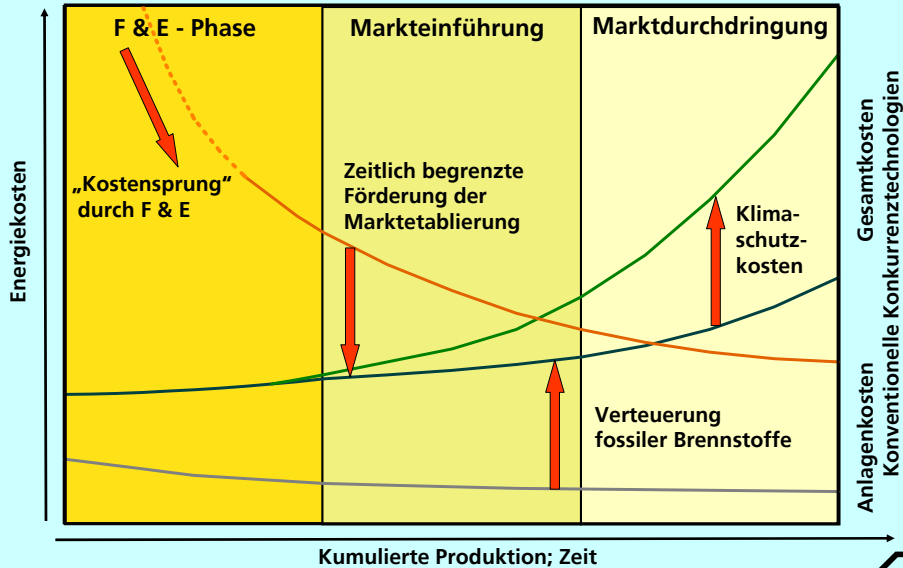 F & E - Phase
Markteinführung
Marktdurchdringung
„Kostensprung“
durch F & E
Zeitlich begrenzte
Förderung der
Marktetablierung
Klima-
schutz-
kosten
Verteuerung
fossiler Brennstoffe
Energiekosten
Kumulierte Produktion; Zeit
Gesamtkosten
Anlagenkosten
Konventionelle Konkurrenztechnologien